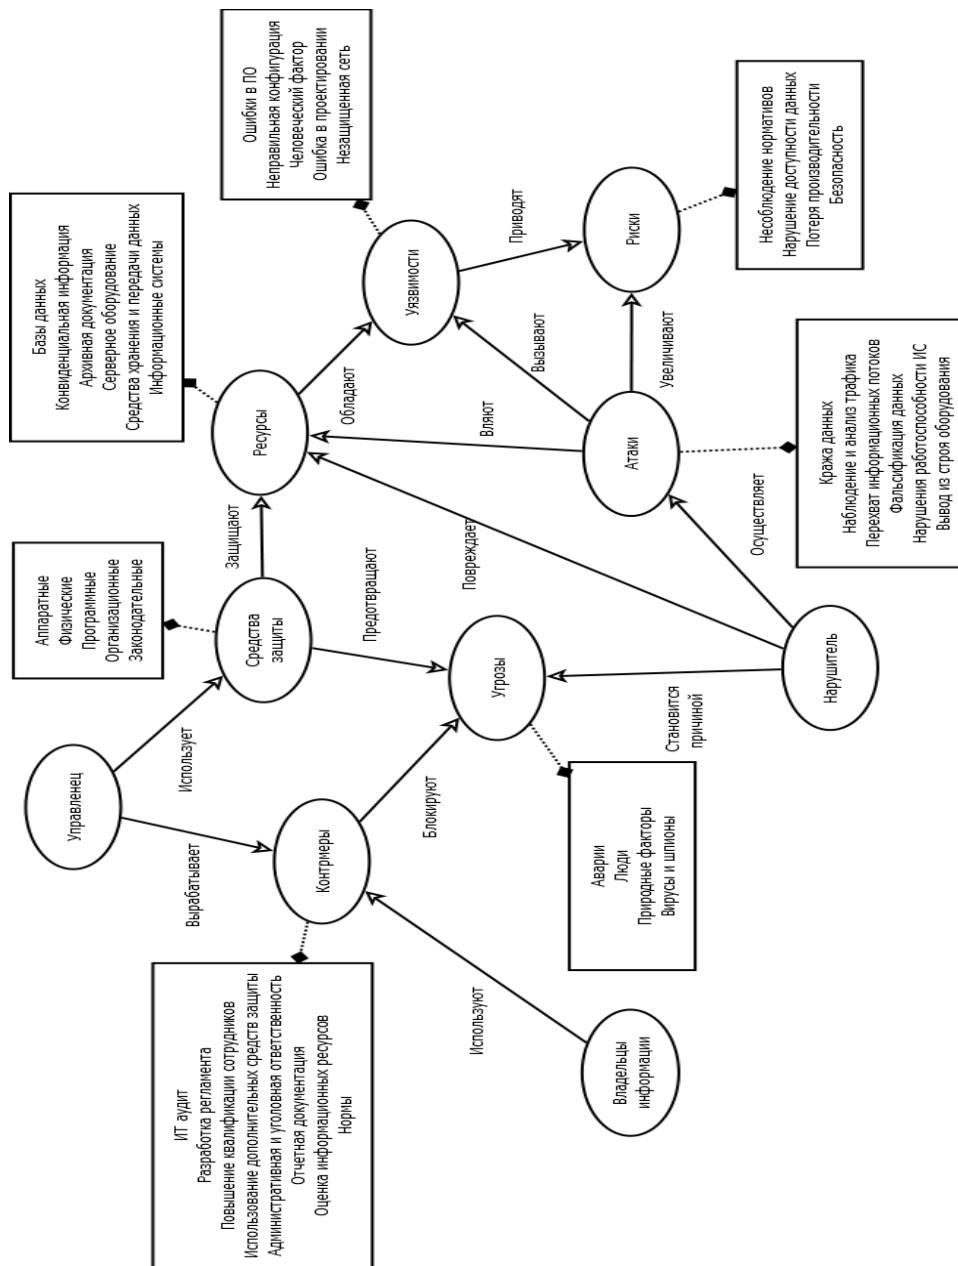 ИТ аудит
Разработка регламента
Повышение квалификации сотрудников
Использование дополнительных средств защиты
Административная и уголовная ответственность
Отчетная документация
Оценка информационных ресурсов
Нормы
Управленец
Вырабатывает
Использует
Аппаратные
Физические
Программные
Организационные
Законодательные
Базы данных
Конвиденциальная информация
Архивная документация
Серверное оборудование
Средства хранения и передачи данных
Информационные системы
Контрмеры
Средства
защиты
Защищают
Ресурсы
Ошибки в ПО
Неправильная конфигурация
Человеческий фактор
Ошибка в проектировании
Незащищенная сеть
Обладают
Предотвращают
Блокируют
Уязвимости
Используют
Угрозы
Повреждает
Вляют
Вызывают
Приводят
Аварии
Люди
Природные факторы
Вирусы и шпионы
Владельцы
информации
Становится
причиной
Атаки
Увеличивают
Риски
Осуществляет
Нарушитель
Несоблюдение нормативов
Нарушение доступности данных
Потеря производительности
Безопасность
Кража данных
Наблюдение и анализ трафика
Перехват информационных потоков
Фальсификация данных
Нарушения работоспособности ИС
Вывод из строя оборудования